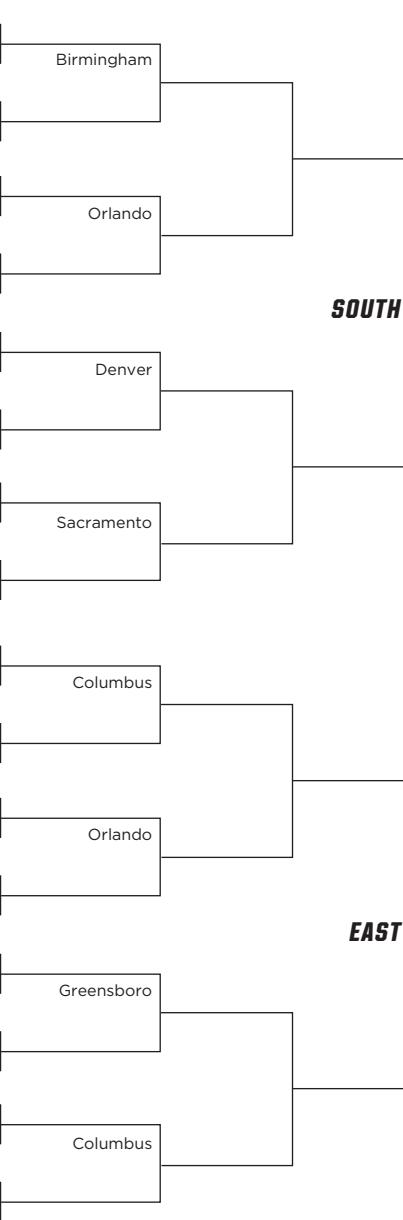 Birmingham
Orlando
SOUTH
Denver
Sacramento
Columbus
Orlando
EAST
Greensboro
Columbus